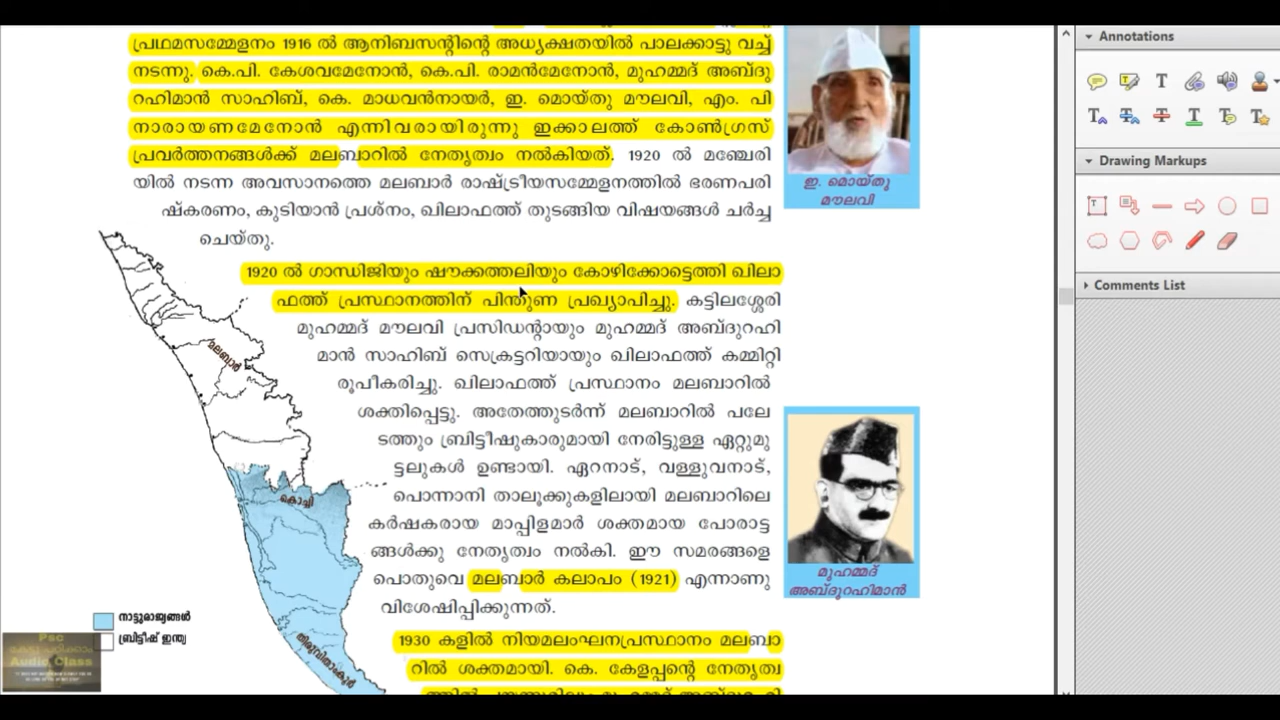 പ്രഥമസമ്മേളനം 1916 ൽ ആനിബസന്റിന്റെ അധ്യക്ഷതയിൽ പാലക്കാട്ടു വച്ച്
നടന്നു. കെ.പി. കേശവമേനോൻ, കെ.പി. രാമൻമേനോൻ, മുഹമ്മദ് അബ്ദു
റഹിമാൻ സാഹിബ്, കെ. മാധവൻനായർ, ഇ. മൊയ്തു മൗലവി, എം. പി
നാരായണമേനോൻ എന്നിവരായിരുന്നു ഇക്കാലത്ത് കോൺഗ്രസ്
പ്രവർത്തനങ്ങൾക്ക് മലബാറിൽ നേതൃത്വം നൽകിയത്. 1920 ൽ മഞ്ചേരി
യിൽ നടന്ന അവസാനത്തെ മലബാർ രാഷ്ട്രീയസമ്മേളനത്തിൽ ഭരണപരി
ഷ്കരണം, കുടിയാൻ പ്രശ്നം, ഖിലാഫത്ത് തുടങ്ങിയ വിഷയങ്ങൾ ചർച്ച
ചെയ്തു.
ഇ. മൊയ്തു
മൗലവി
1920 ൽ ഗാന്ധിജിയും ഷൗക്കത്തലിയും കോഴിക്കോട്ടെത്തി ഖിലാ
ഫത്ത് പ്രസ്ഥാനത്തിന് പിന്തുണ പ്രഖ്യാപിച്ചു. കട്ടിലശ്ശേരി
മുഹമ്മദ് മൗലവി പ്രസിഡന്റായും മുഹമ്മദ് അബ്ദുറഹി
മാൻ സാഹിബ് സെക്രട്ടറിയായും ഖിലാഫത്ത് കമ്മിറ്റി
രൂപീകരിച്ചു. ഖിലാഫത്ത് പ്രസ്ഥാനം മലബാറിൽ
ശക്തിപ്പെട്ടു. അതേത്തുടർന്ന് മലബാറിൽ പലേ
ടത്തും ബ്രിട്ടീഷുകാരുമായി നേരിട്ടുള്ള ഏറ്റുമു
ട്ടലുകൾ ഉണ്ടായി. ഏറനാട്, വള്ളുവനാട്,
പൊന്നാനി താലൂക്കുകളിലായി മലബാറിലെ
കർഷകരായ മാപ്പിളമാർ ശക്തമായ പോരാട്ട
ങ്ങൾക്കു നേതൃത്വം നൽകി. ഈ സമരങ്ങളെ
പൊതുവെ മലബാർ കലാപം (1921) എന്നാണു
വിശേഷിപ്പിക്കുന്നത്.
1930 കളിൽ നിയമലംഘനപ്രസ്ഥാനം മലബാ
റിൽ ശക്തമായി. കെ. കേളപ്പന്റെ നേതൃത്വ
മുഹമ്മദ്
അബ്ദുറഹിമാൻ
മലബാർ
കൊച്ചി
തിരുവിതാംകൂർ
നാട്ടുരാജ്യങ്ങൾ
ബ്രിട്ടീഷ് ഇന്ത്യ
Psc
Audio Class
Annotations
Drawing Markups
Comments List